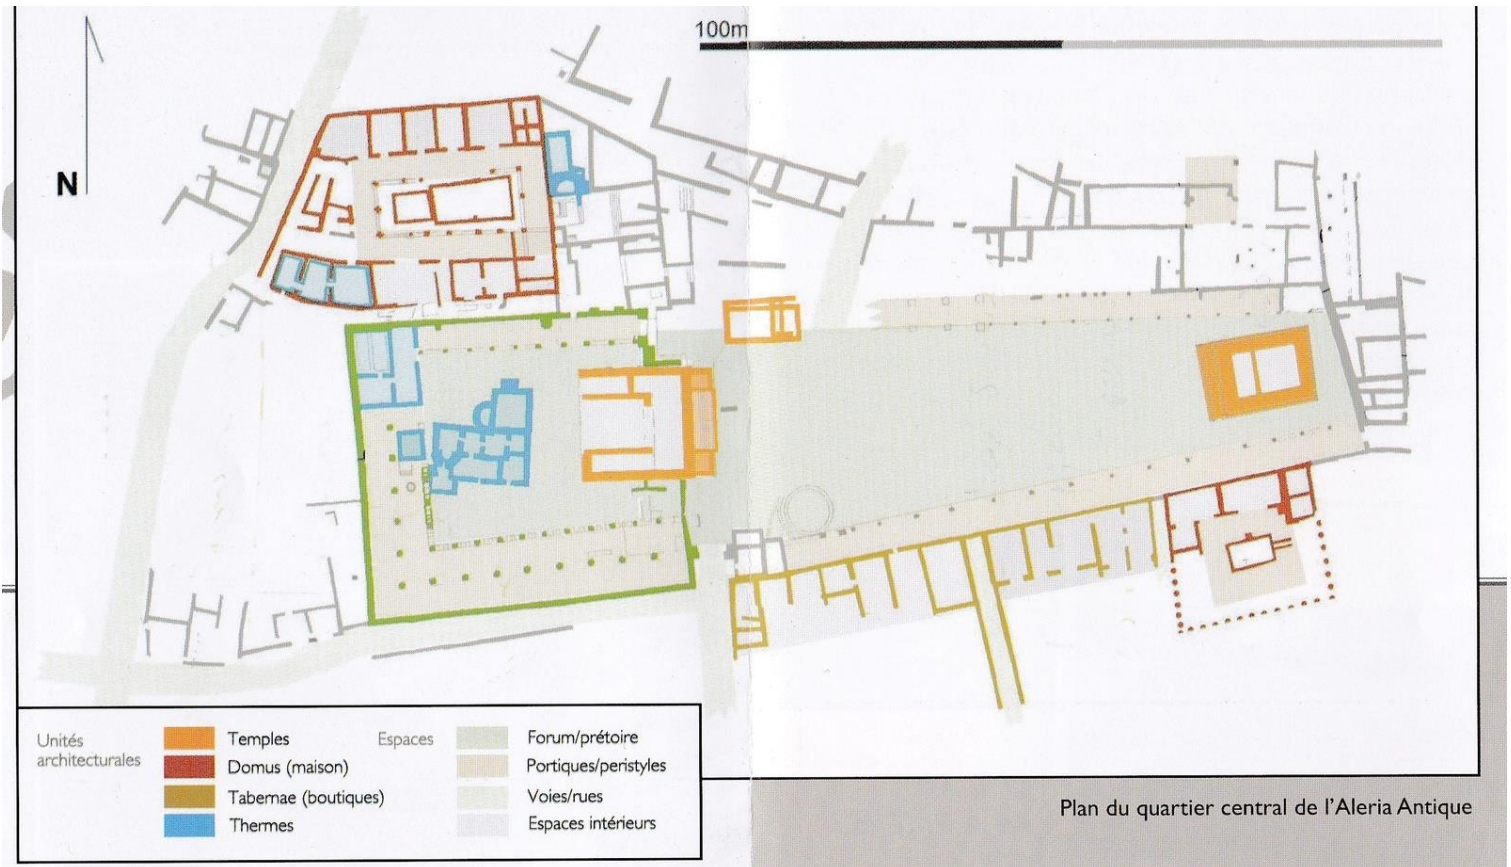 100m
N
Unités
architecturales
Temples
Domus (maison)
Tabernae (boutiques)
Thermes
Espaces
Forum/prétoire
Portiques/peristyles
Voies/rues
Espaces intérieurs
Plan du quartier central de l'Aleria Antique